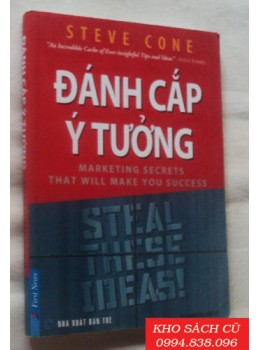 STEVE CONE
"An Incredible Cache of Ever-insightful Tips and Ideas"
ĐÁNH CẮP
Ý TƯỞNG
MARKETING SECRETS
THAT WILL MAKE YOU SUCCESS
STEAL
THESE
IDEAS!
First News
NHÀ XUẤT BẢN TRẺ
KHO SÁCH CŨ
0994.838.096